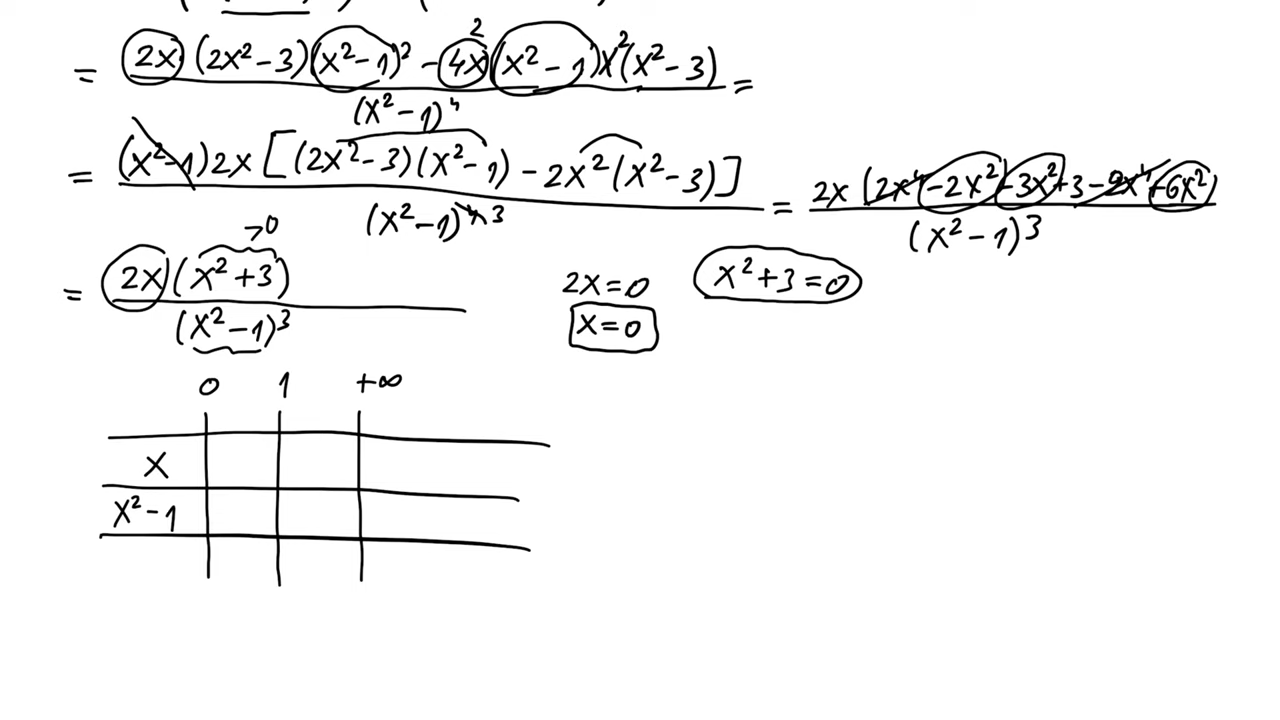 = 2x (2x² - 3)(x² - 1)² - 4x (x² - 1) x² (x² - 3) / (x² - 1)⁴ =
= (x² - 1) 2x [(2x² - 3)(x² - 1) - 2x² (x² - 3)] / (x² - 1)⁴ ³ = 2x (2x⁴ - 2x² - 3x² + 3 - 2x⁴ + 6x²) / (x² - 1)³
>0
= 2x (x² + 3) / (x² - 1)³
2x = 0 x² + 3 = 0
x = 0
0 1 +∞
x
x² - 1